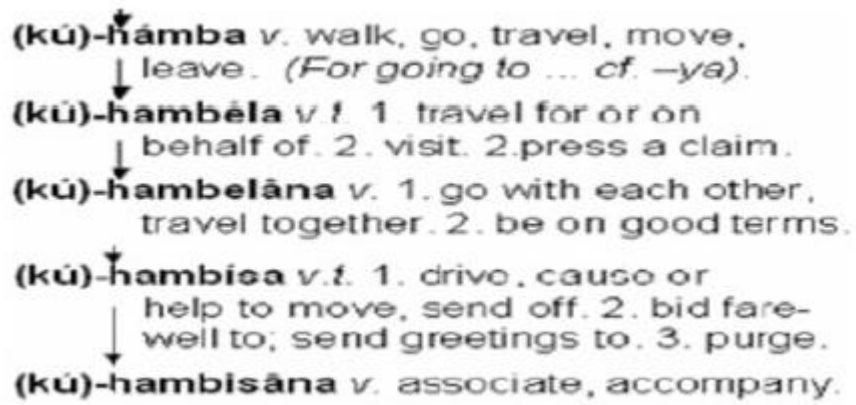 (kú)-hámba v. walk, go, travel, move,
leave. (For going to ... cf. –ya).
(kú)-hambéla v.t. 1. travel for or on
behalf of. 2. visit. 2.press a claim.
(kú)-hambelâna v. 1. go with each other,
travel together. 2. be on good terms.
(kú)-hambísa v.t. 1. drive, cause or
help to move, send off. 2. bid fare-
well to; send greetings to. 3. purge.
(kú)-hambisâna v. associate, accompany.